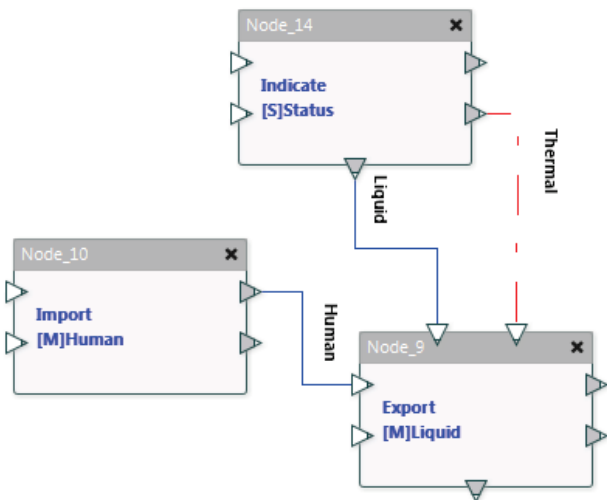 Node_14
Indicate
[S]Status
Thermal
Liquid
Node_10
Import
[M]Human
Human
Node_9
Export
[M]Liquid